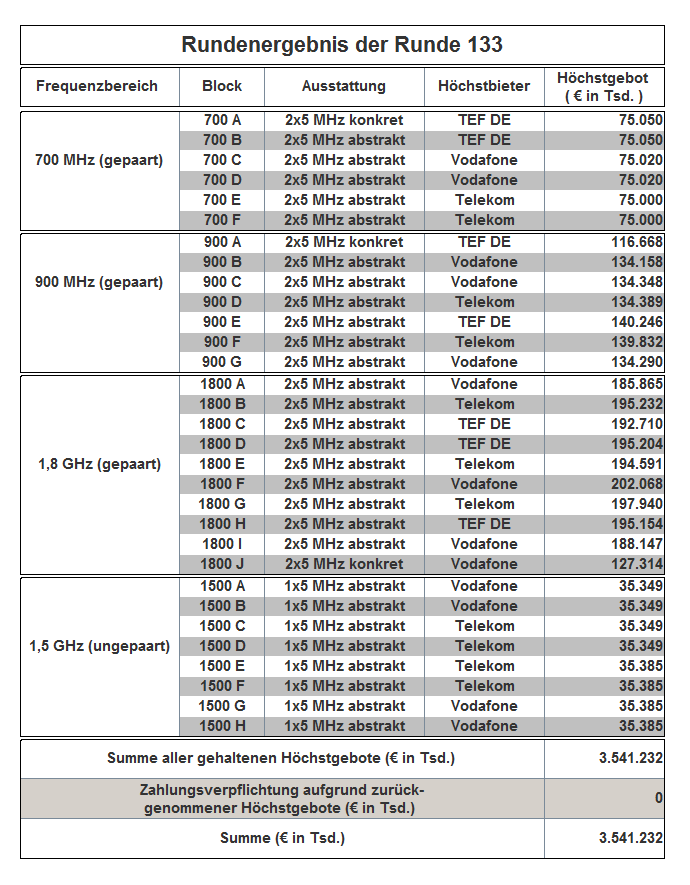 Rundenergebnis der Runde 133
Frequenzbereich Block Ausstattung Höchstbieter Höchstgebot
( € in Tsd. )
700 A 2x5 MHz konkret TEF DE 75.050
700 B 2x5 MHz abstrakt TEF DE 75.050
700 MHz (gepaart) 700 C 2x5 MHz abstrakt Vodafone 75.020
700 D 2x5 MHz abstrakt Vodafone 75.020
700 E 2x5 MHz abstrakt Telekom 75.000
700 F 2x5 MHz abstrakt Telekom 75.000
900 A 2x5 MHz konkret TEF DE 116.668
900 B 2x5 MHz abstrakt Vodafone 134.158
900 MHz (gepaart) 900 C 2x5 MHz abstrakt Vodafone 134.348
900 D 2x5 MHz abstrakt Telekom 134.389
900 E 2x5 MHz abstrakt TEF DE 140.246
900 F 2x5 MHz abstrakt Telekom 139.832
900 G 2x5 MHz abstrakt Vodafone 134.290
1800 A 2x5 MHz abstrakt Vodafone 185.865
1800 B 2x5 MHz abstrakt Telekom 195.232
1800 C 2x5 MHz abstrakt TEF DE 192.710
1800 D 2x5 MHz abstrakt TEF DE 195.204
1,8 GHz (gepaart) 1800 E 2x5 MHz abstrakt Telekom 194.591
1800 F 2x5 MHz abstrakt Vodafone 202.068
1800 G 2x5 MHz abstrakt Telekom 197.940
1800 H 2x5 MHz abstrakt TEF DE 195.154
1800 I 2x5 MHz abstrakt Vodafone 188.147
1800 J 2x5 MHz konkret Vodafone 127.314
1500 A 1x5 MHz abstrakt Vodafone 35.349
1500 B 1x5 MHz abstrakt Vodafone 35.349
1500 C 1x5 MHz abstrakt Telekom 35.349
1,5 GHz (ungepaart) 1500 D 1x5 MHz abstrakt Telekom 35.349
1500 E 1x5 MHz abstrakt Telekom 35.385
1500 F 1x5 MHz abstrakt Telekom 35.385
1500 G 1x5 MHz abstrakt Vodafone 35.385
1500 H 1x5 MHz abstrakt Vodafone 35.385
Summe aller gehaltenen Höchstgebote (€ in Tsd.) 3.541.232
Zahlungsverpflichtung aufgrund zurück-
genommener Höchstgebote (€ in Tsd.) 0
Summe (€ in Tsd.) 3.541.232